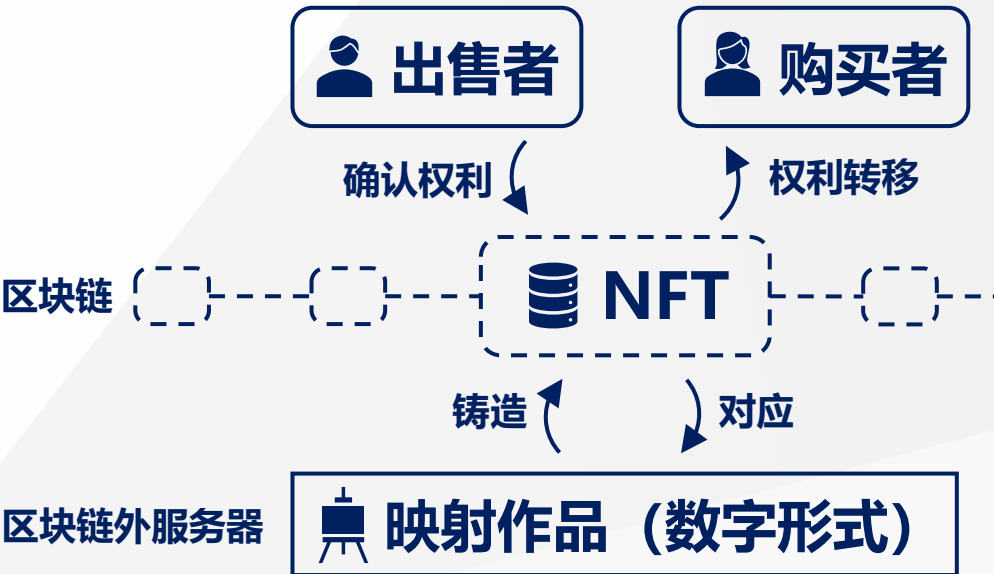 出售者
购买者
确认权利
权利转移
区块链
NFT
铸造
对应
区块链外服务器
映射作品（数字形式）